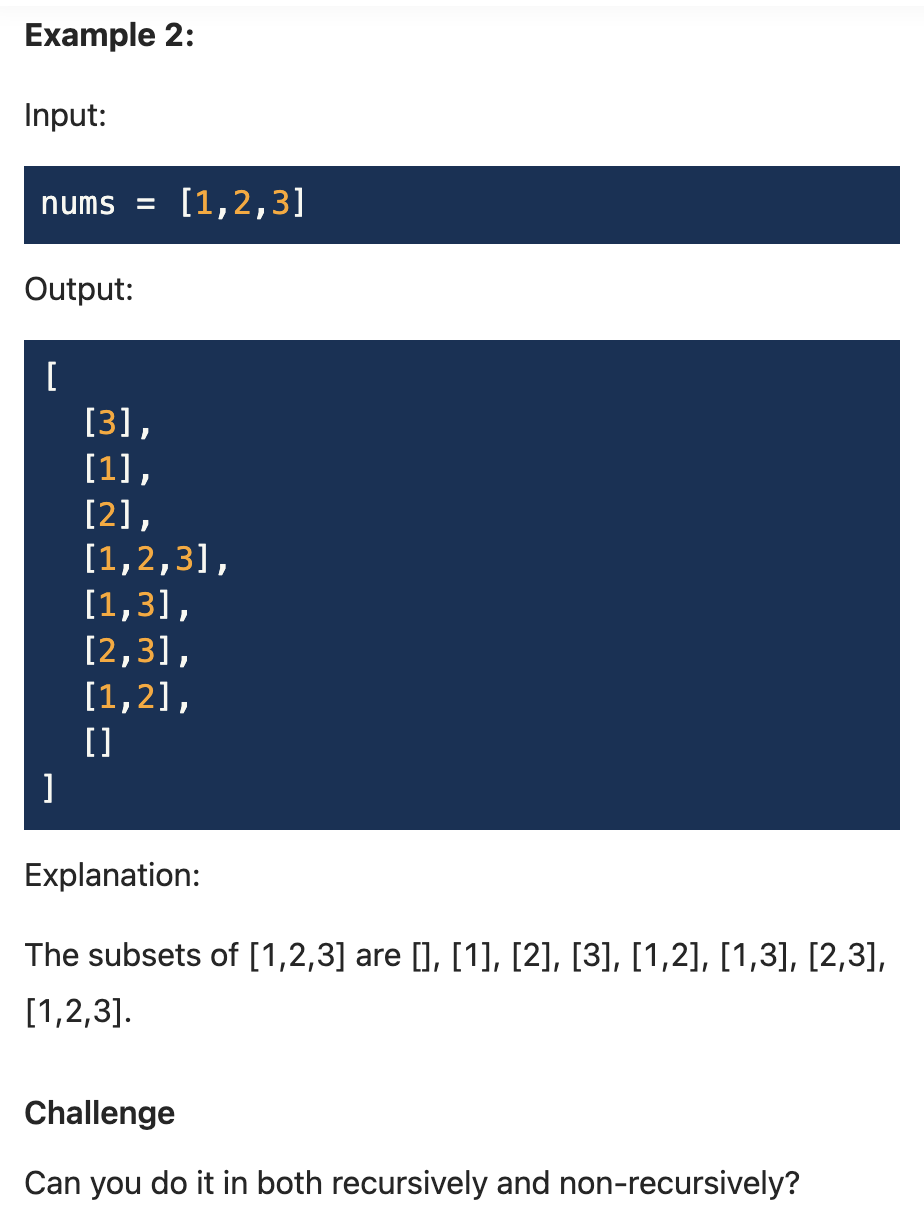 Example 2:
Input:
nums = [1,2,3]
Output:
[
  [3],
  [1],
  [2],
  [1,2,3],
  [1,3],
  [2,3],
  [1,2],
  []
]
Explanation:
The subsets of [1,2,3] are [], [1], [2], [3], [1,2], [1,3], [2,3],
[1,2,3].
Challenge
Can you do it in both recursively and non-recursively?